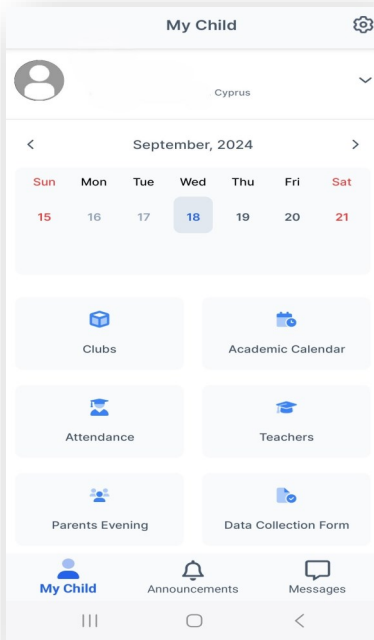 My Child
Cyprus
September, 2024
Sun Mon Tue Wed Thu Fri Sat
15 16 17 18 19 20 21
Clubs
Academic Calendar
Attendance
Teachers
Parents Evening
Data Collection Form
My Child
Announcements
Messages